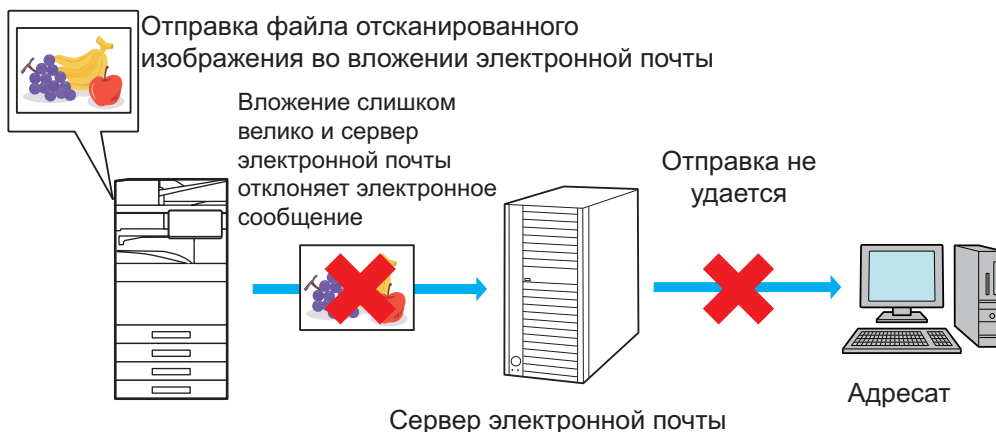 Отправка файла отсканированного
изображения во вложении электронной почты
Вложение слишком
велико и сервер
электронной почты
отклоняет электронное
сообщение
Отправка не
удается
Адресат
Сервер электронной почты